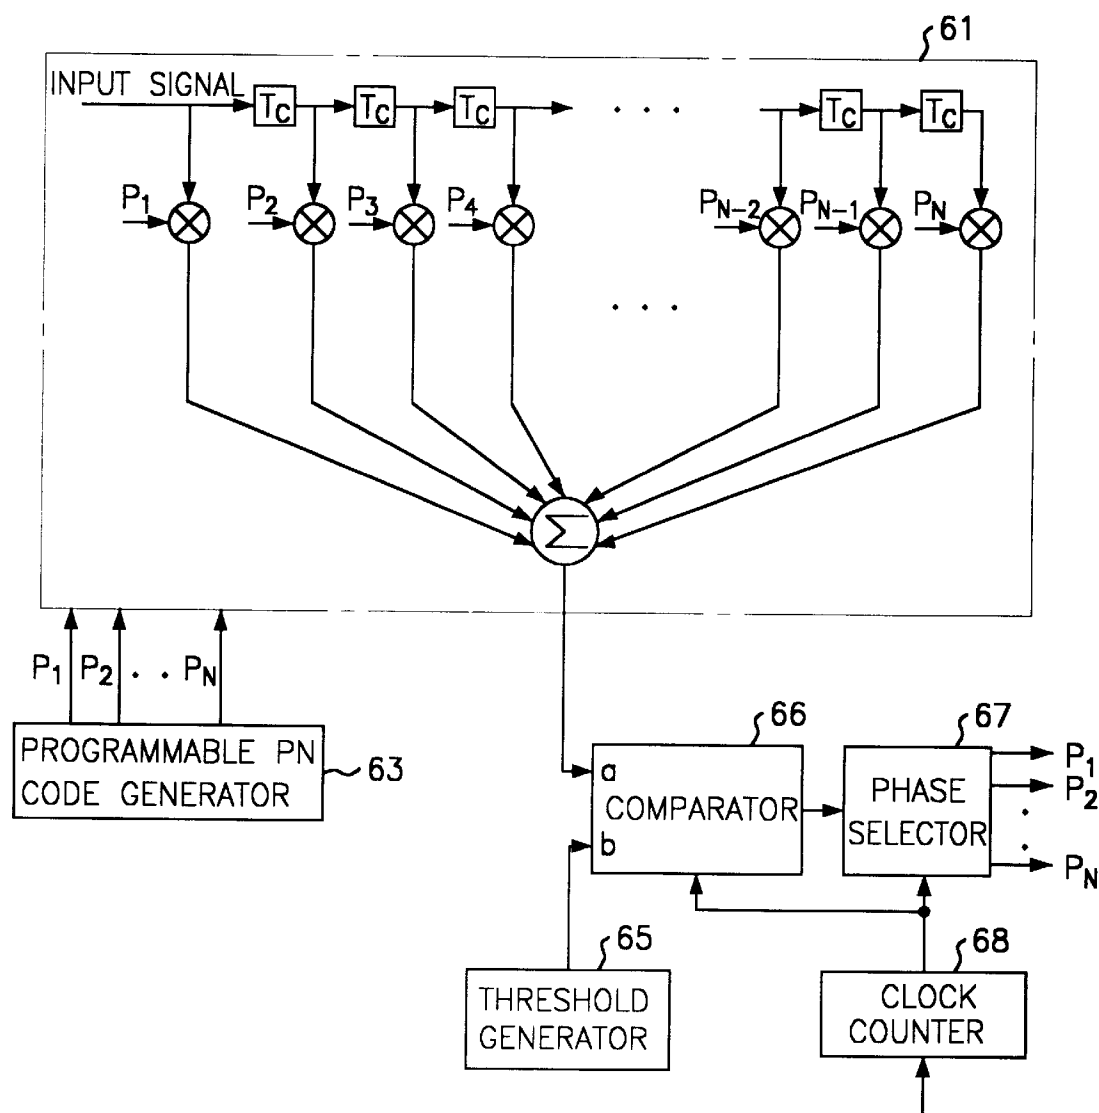 61
INPUT SIGNAL
TC TC TC . . . TC TC
P1 P2 P3 P4 PN-2 PN-1 PN
. . .
Σ
P1 P2 . . PN
PROGRAMMABLE PN
CODE GENERATOR
63
66
a
COMPARATOR
b
67
PHASE
SELECTOR
P1
P2
.
.
PN
65
THRESHOLD
GENERATOR
68
CLOCK
COUNTER